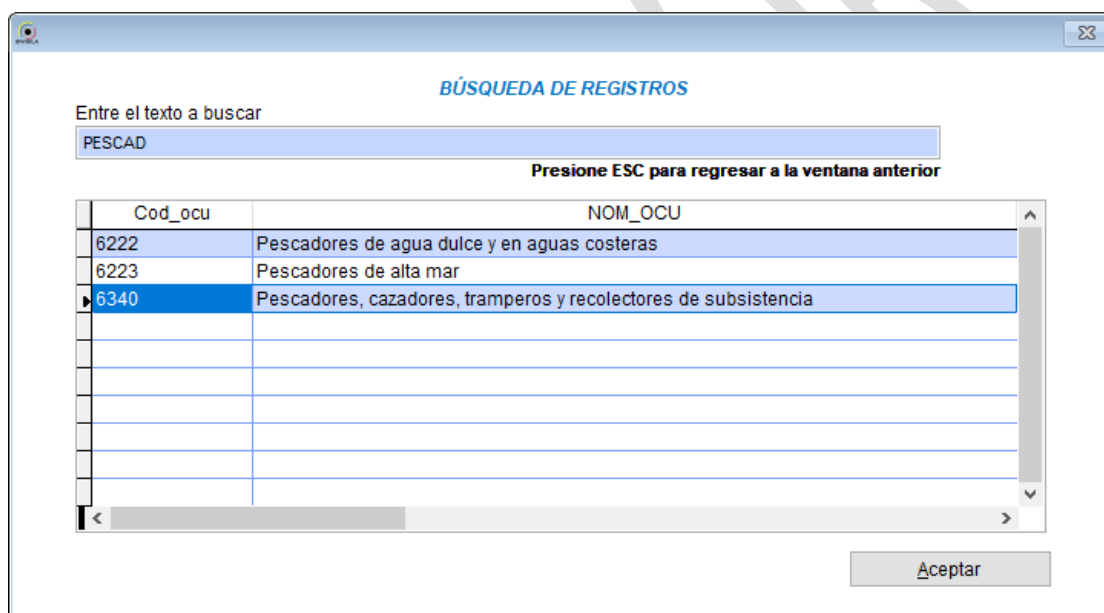 BÚSQUEDA DE REGISTROS
Entre el texto a buscar
PESCAD
Presione ESC para regresar a la ventana anterior
Cod_ocu NOM_OCU
6222 Pescadores de agua dulce y en aguas costeras
6223 Pescadores de alta mar
6340 Pescadores, cazadores, tramperos y recolectores de subsistencia
Aceptar